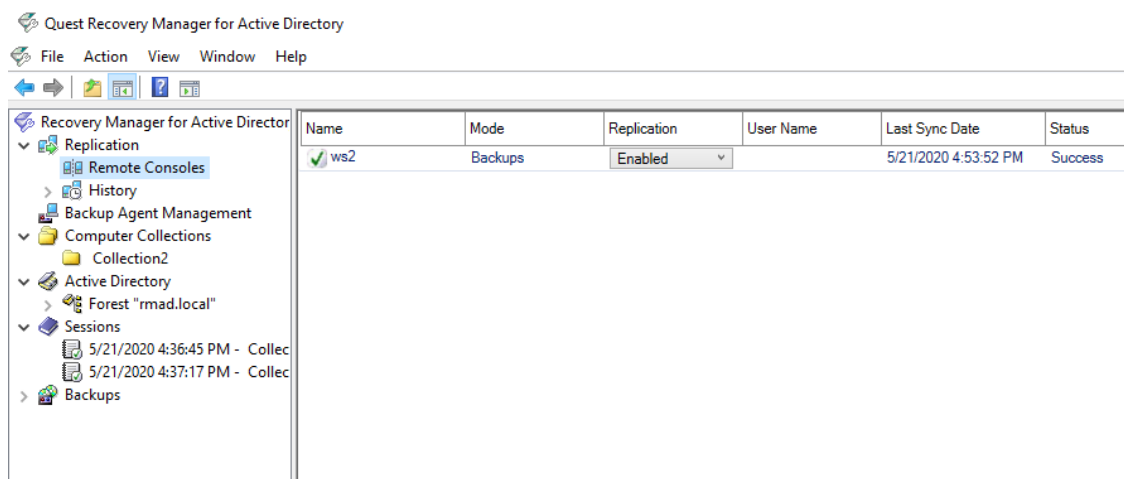 Quest Recovery Manager for Active Directory
File Action View Window Help
Recovery Manager for Active Director
Replication
Remote Consoles
History
Backup Agent Management
Computer Collections
Collection2
Active Directory
Forest "rmad.local"
Sessions
5/21/2020 4:36:45 PM - Collec
5/21/2020 4:37:17 PM - Collec
Backups
Name Mode Replication User Name Last Sync Date Status
ws2 Backups Enabled 5/21/2020 4:53:52 PM Success